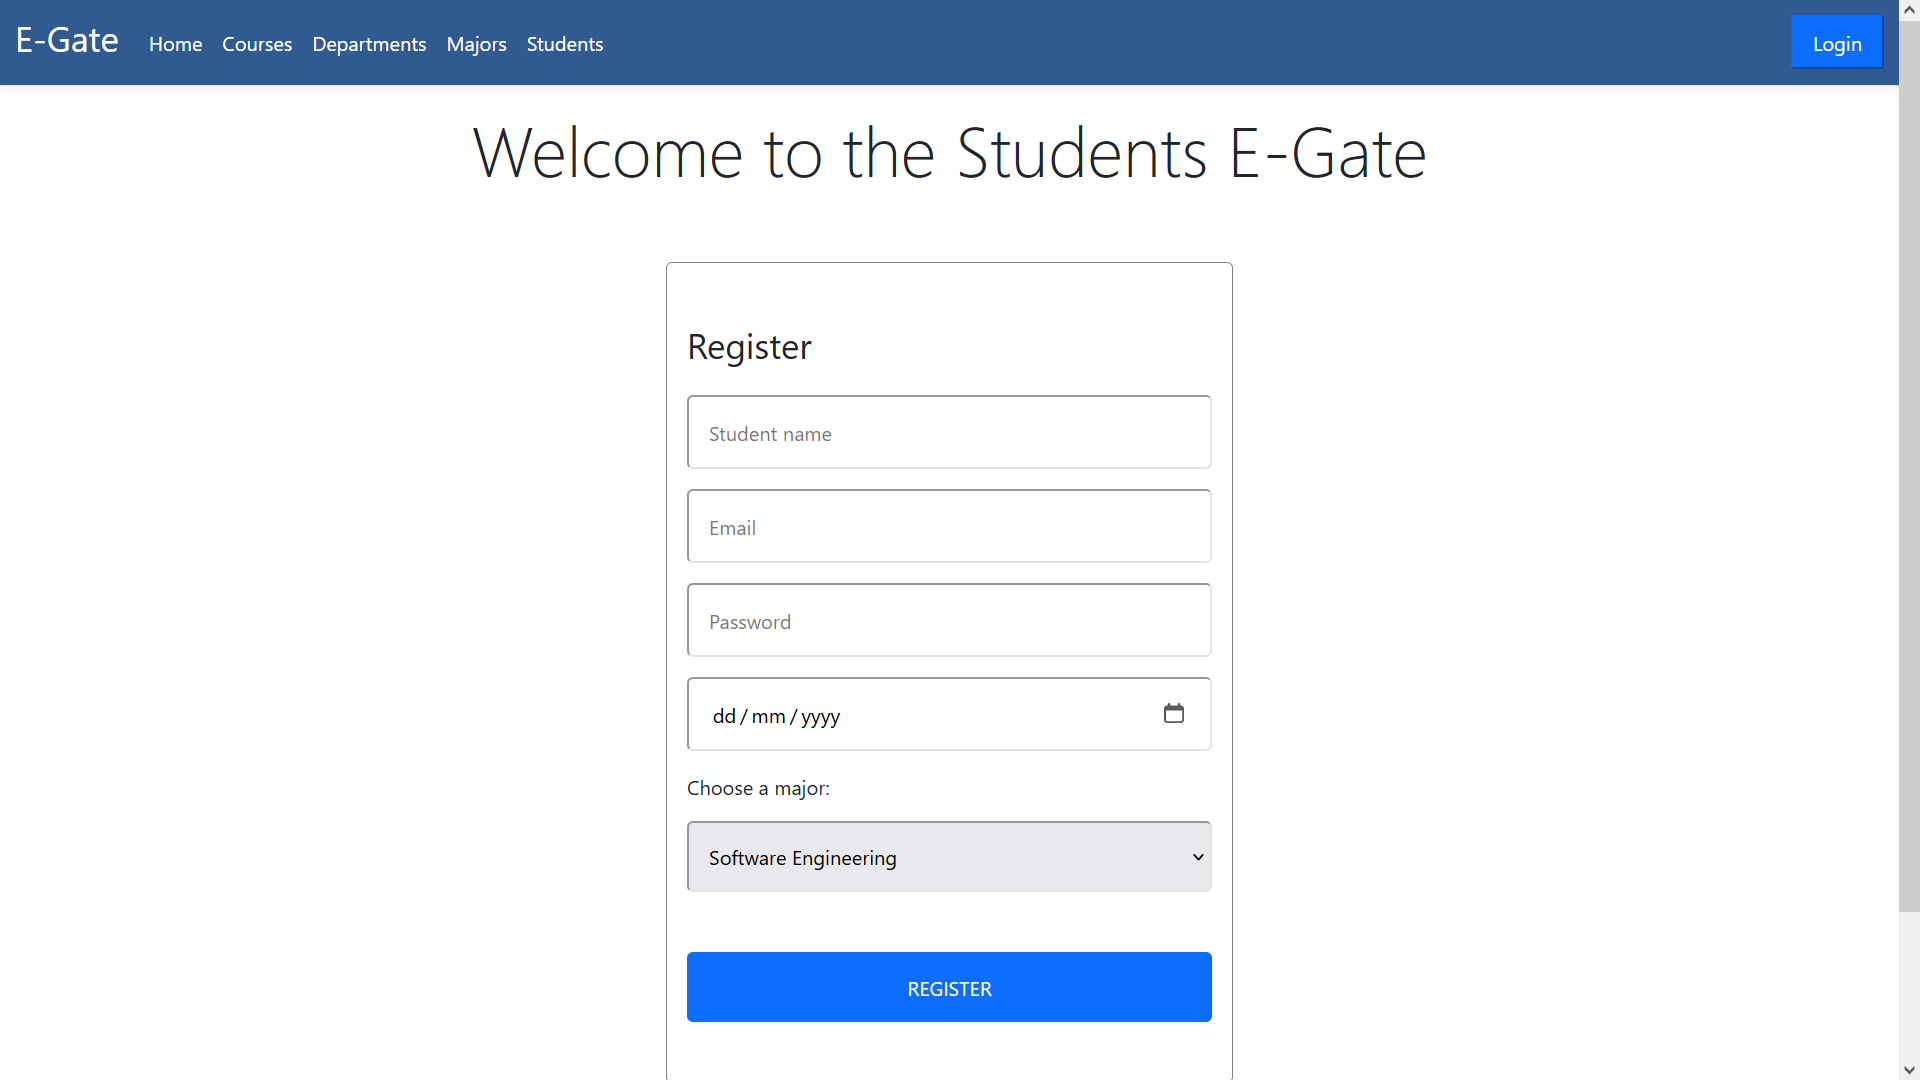 E-Gate Home Courses Departments Majors Students Login
Welcome to the Students E-Gate
Register
Student name
Email
Password
dd/mm/yyyy
Choose a major:
Software Engineering
REGISTER